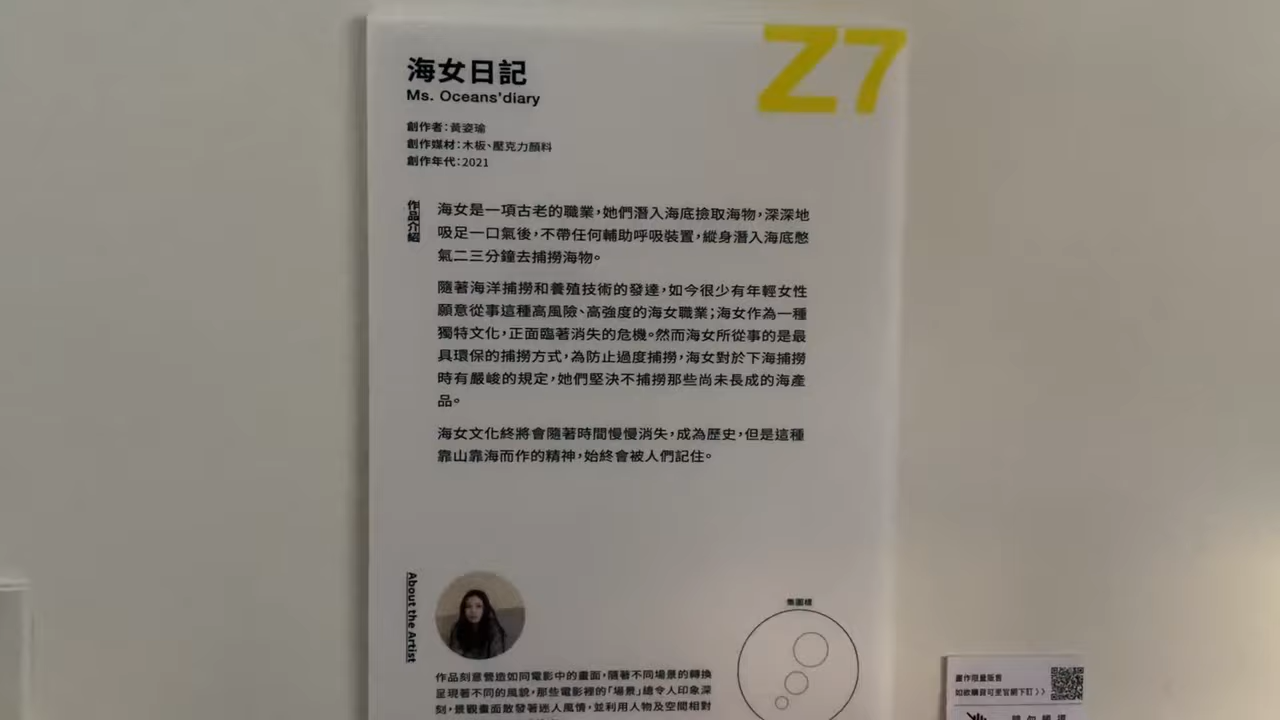 Z7
海女日記
Ms. Oceans'diary
創作者：黃姿瑜
創作媒材：木板、壓克力顏料
創作年代：2021
作品介紹
海女是一項古老的職業，她們潛入海底撿取海物，深深地
吸足一口氣後，不帶任何輔助呼吸裝置，縱身潛入海底憋
氣二三分鐘去捕撈海物。
隨著海洋捕撈和養殖技術的發達，如今很少有年輕女性
願意從事這種高風險、高強度的海女職業；海女作為一種
獨特文化，正面臨著消失的危機。然而海女所從事的是最
具環保的捕撈方式，為防止過度捕撈，海女對於下海捕撈
時有嚴峻的規定，她們堅決不捕撈那些尚未長成的海產
品。
海女文化終將會隨著時間慢慢消失，成為歷史，但是這種
靠山靠海而作的精神，始終會被人們記住。
About the Artist
作品刻意營造如同電影中的畫面，隨著不同場景的轉換
呈現著不同的風貌，那些電影裡的「場景」總令人印象深
刻，景觀畫面散發著迷人風情，並利用人物及空間相對
畫作限量販售
如欲購買可至官網下訂>>